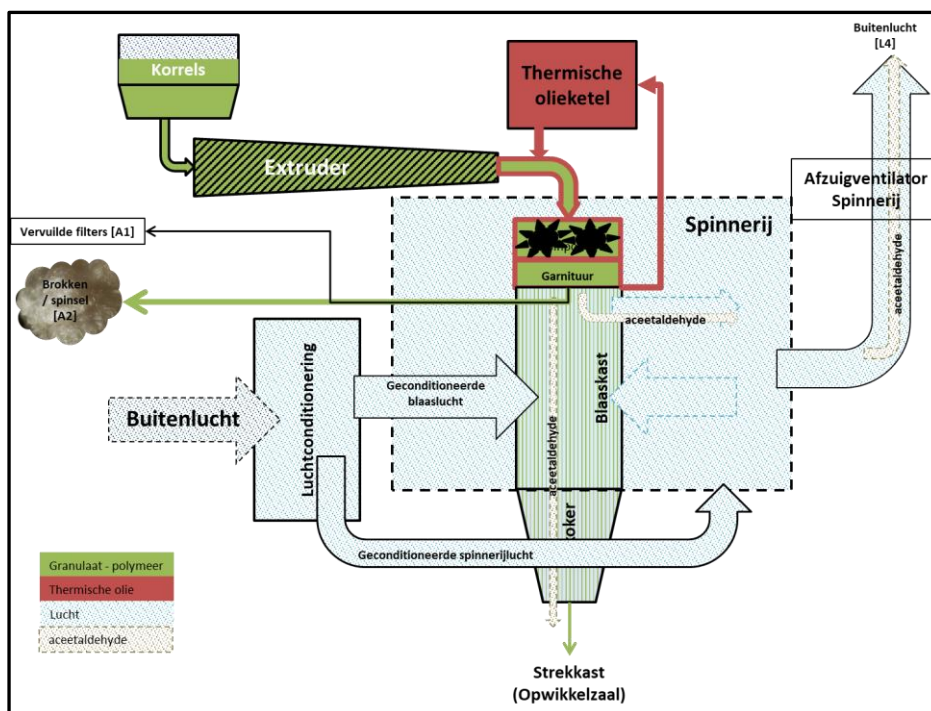 Buitenlucht
[L4]
Korrels
Thermische
olieketel
Extruder
Afzuigventilator
Spinnerij
Spinnerij
Vervuilde filters [A1]
Garnituur
Brokken
/ spinsel
[A2]
aceetaldehyde
aceetaldehyde
Geconditioneerde
blaaslucht
Blaaskast
Buitenlucht
Luchtconditionering
aceetaldehyde
Geconditioneerde spinnerijlucht
Granulaat - polymeer
Thermische olie
Lucht
aceetaldehyde
Strekkast
(Opwikkelzaal)